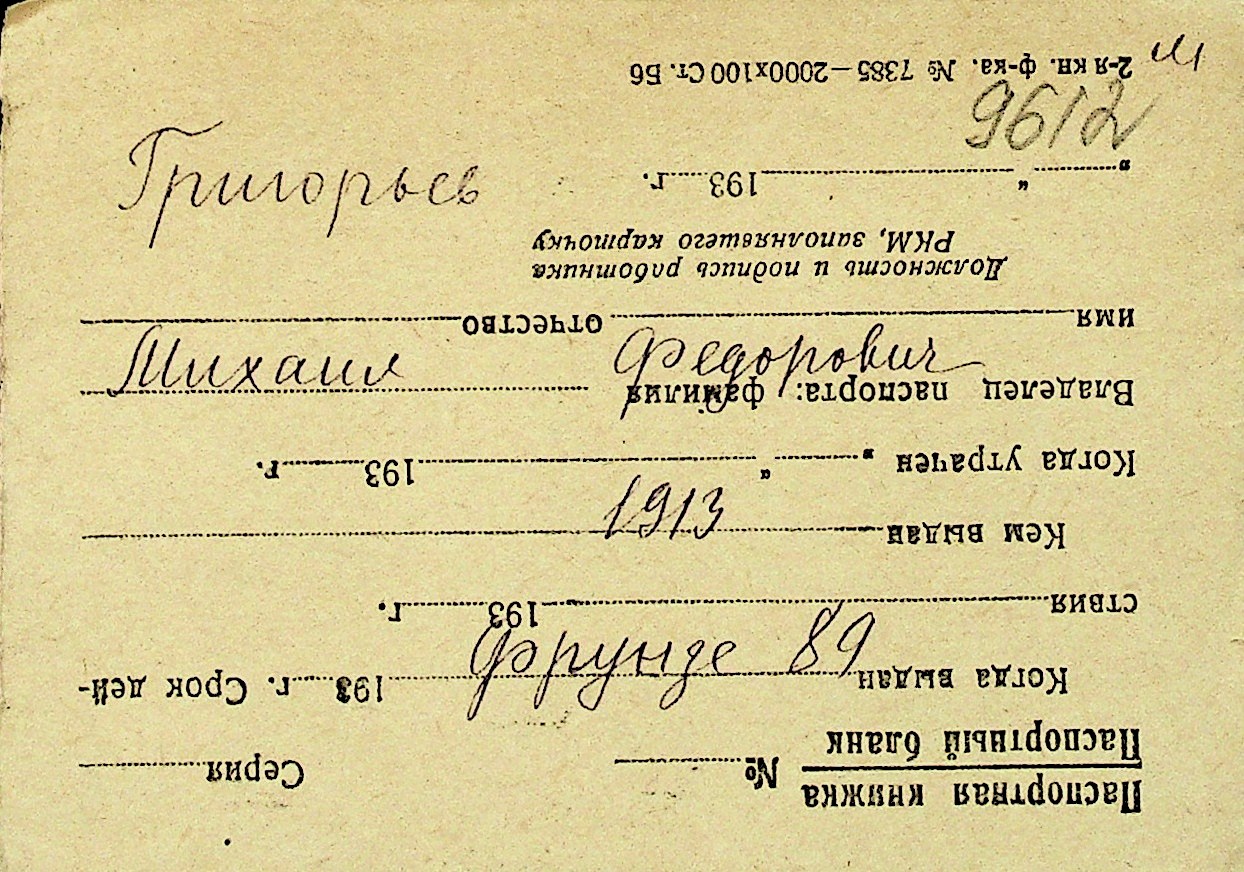 9612
Григорьев
Михаил Федорович
1913
Фрунзе 89
Паспортная книжка
Паспортный бланк № Серия
Когда выдан 193 г. Срок дей-
ствия 193 г.
Кем выдан
Когда утрачен „ “ 193 г.
Владелец паспорта: фамилия
имя отчество
Должность и подпись работника
РКМ, заполнявшего карточку
„ “ 193 г.
2-я кн. ф-ка. № 7385—2000х100 Ст. Б6